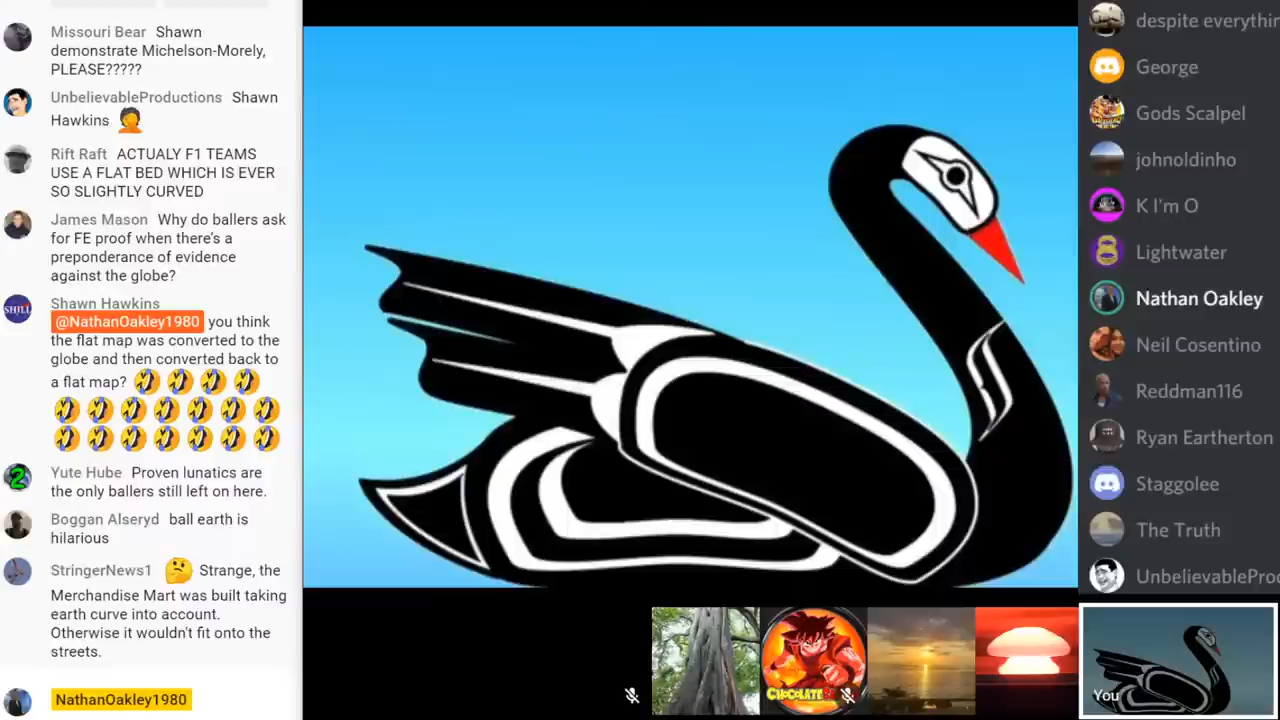 Missouri Bear Shawn
demonstrate Michelson-Morely,
PLEASE?????
UnbelievableProductions Shawn
Hawkins
Rift Raft ACTUALY F1 TEAMS
USE A FLAT BED WHICH IS EVER
SO SLIGHTLY CURVED
James Mason Why do ballers ask
for FE proof when there's a
preponderance of evidence
against the globe?
SHILL
Shawn Hawkins
@NathanOakley1980 you think
the flat map was converted to the
globe and then converted back to
a flat map?
2
Yute Hube Proven lunatics are
the only ballers still left on here.
Boggan Alseryd ball earth is
hilarious
StringerNews1 Strange, the
Merchandise Mart was built taking
earth curve into account.
Otherwise it wouldn't fit onto the
streets.
NathanOakley1980
CHOCOLATE
You
despite everythin
George
Gods Scalpel
johnoldinho
K I'm O
Lightwater
Nathan Oakley
Neil Cosentino
Reddman116
Ryan Eartherton
Staggolee
The Truth
UnbelievablePro